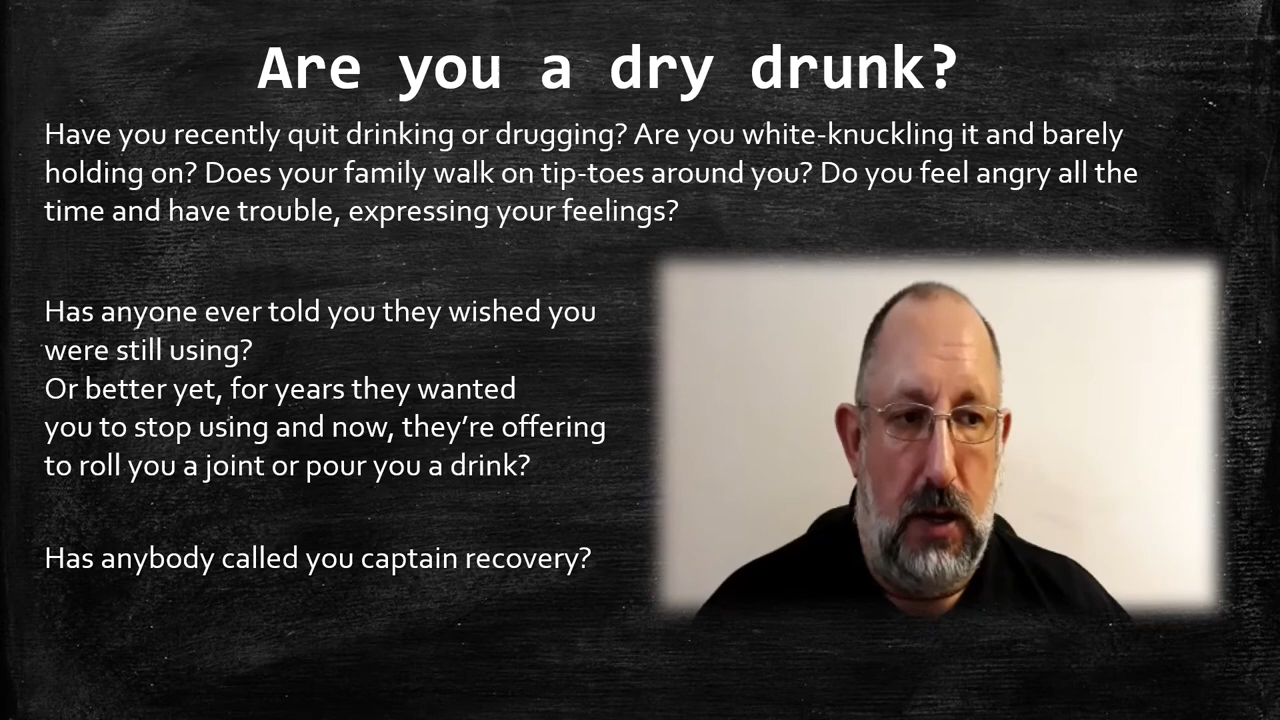 Are you a dry drunk?
Have you recently quit drinking or drugging? Are you white-knuckling it and barely
holding on? Does your family walk on tip-toes around you? Do you feel angry all the
time and have trouble, expressing your feelings?
Has anyone ever told you they wished you
were still using?
Or better yet, for years they wanted
you to stop using and now, they’re offering
to roll you a joint or pour you a drink?
Has anybody called you captain recovery?